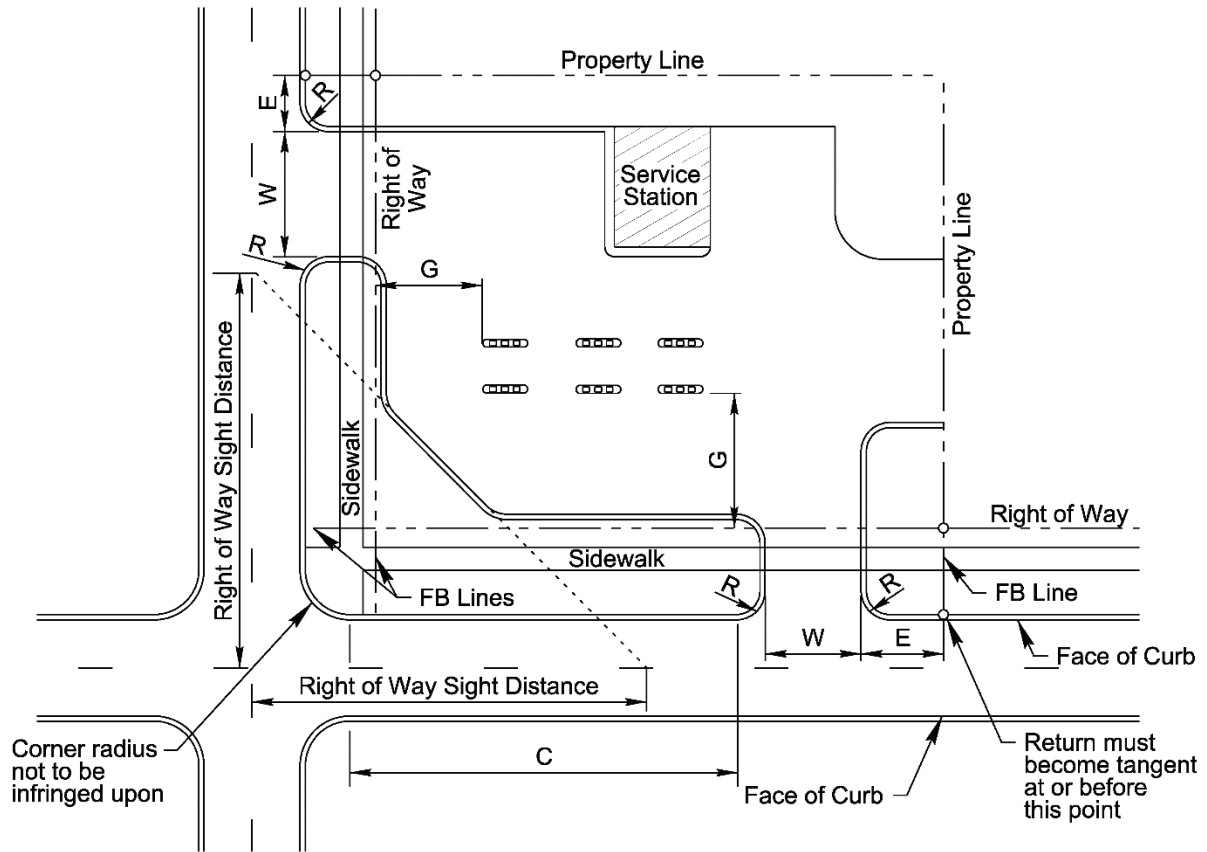 Property Line
E
R
W
Right of
Way
Service
Station
Property Line
R
G
Right of Way Sight Distance
Sidewalk
G
Right of Way
Sidewalk
FB Lines
R
R
FB Line
W
E
Face of Curb
Right of Way Sight Distance
Corner radius
not to be
infringed upon
C
Face of Curb
Return must
become tangent
at or before
this point